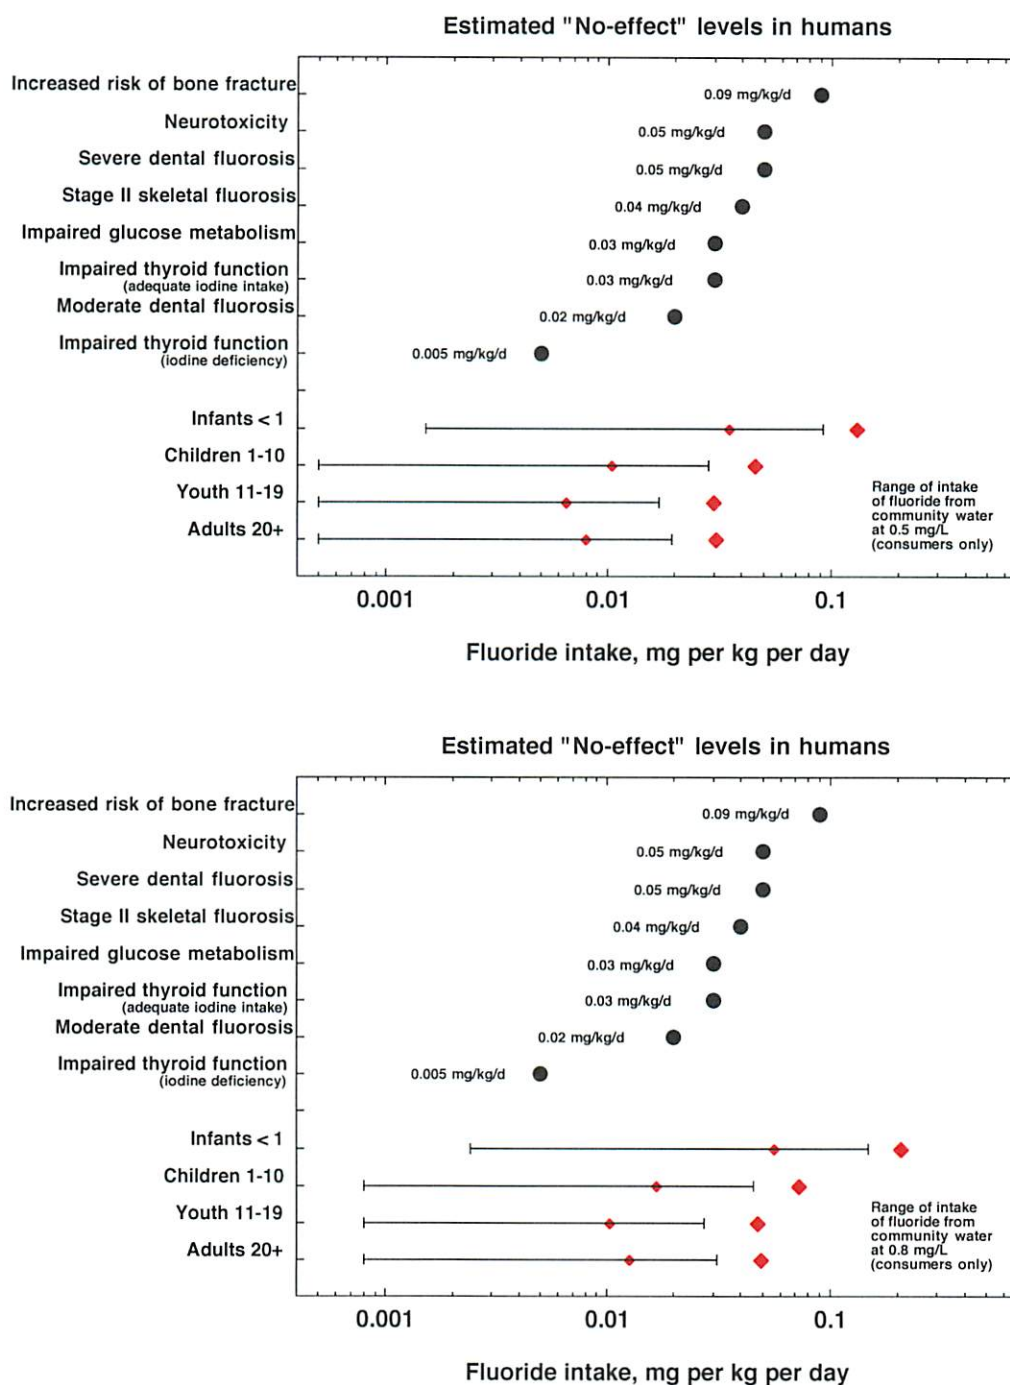 Estimated "No-effect" levels in humans
Increased risk of bone fracture
0.09 mg/kg/d
Neurotoxicity
0.05 mg/kg/d
Severe dental fluorosis
0.05 mg/kg/d
Stage II skeletal fluorosis
0.04 mg/kg/d
Impaired glucose metabolism
0.03 mg/kg/d
Impaired thyroid function
(adequate iodine intake)
0.03 mg/kg/d
Moderate dental fluorosis
0.02 mg/kg/d
Impaired thyroid function
(iodine deficiency)
0.005 mg/kg/d
Infants < 1
Children 1-10
Youth 11-19
Adults 20+
Range of intake
of fluoride from
community water
at 0.5 mg/L
(consumers only)
0.001 0.01 0.1
Fluoride intake, mg per kg per day
Estimated "No-effect" levels in humans
Increased risk of bone fracture
0.09 mg/kg/d
Neurotoxicity
0.05 mg/kg/d
Severe dental fluorosis
0.05 mg/kg/d
Stage II skeletal fluorosis
0.04 mg/kg/d
Impaired glucose metabolism
0.03 mg/kg/d
Impaired thyroid function
(adequate iodine intake)
0.03 mg/kg/d
Moderate dental fluorosis
0.02 mg/kg/d
Impaired thyroid function
(iodine deficiency)
0.005 mg/kg/d
Infants < 1
Children 1-10
Youth 11-19
Adults 20+
Range of intake
of fluoride from
community water
at 0.8 mg/L
(consumers only)
0.001 0.01 0.1
Fluoride intake, mg per kg per day